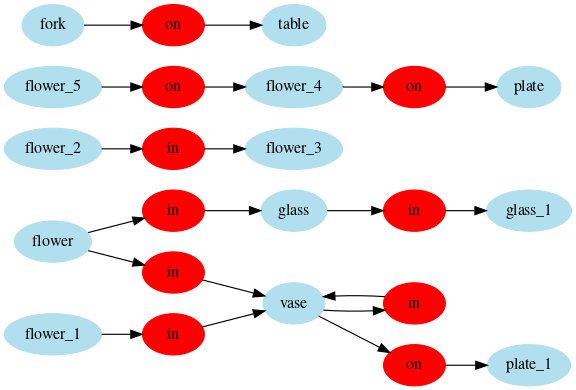 fork on table
flower_5 on flower_4 on plate
flower_2 in flower_3
in glass in glass_1
flower
in
vase in
flower_1 in
on plate_1